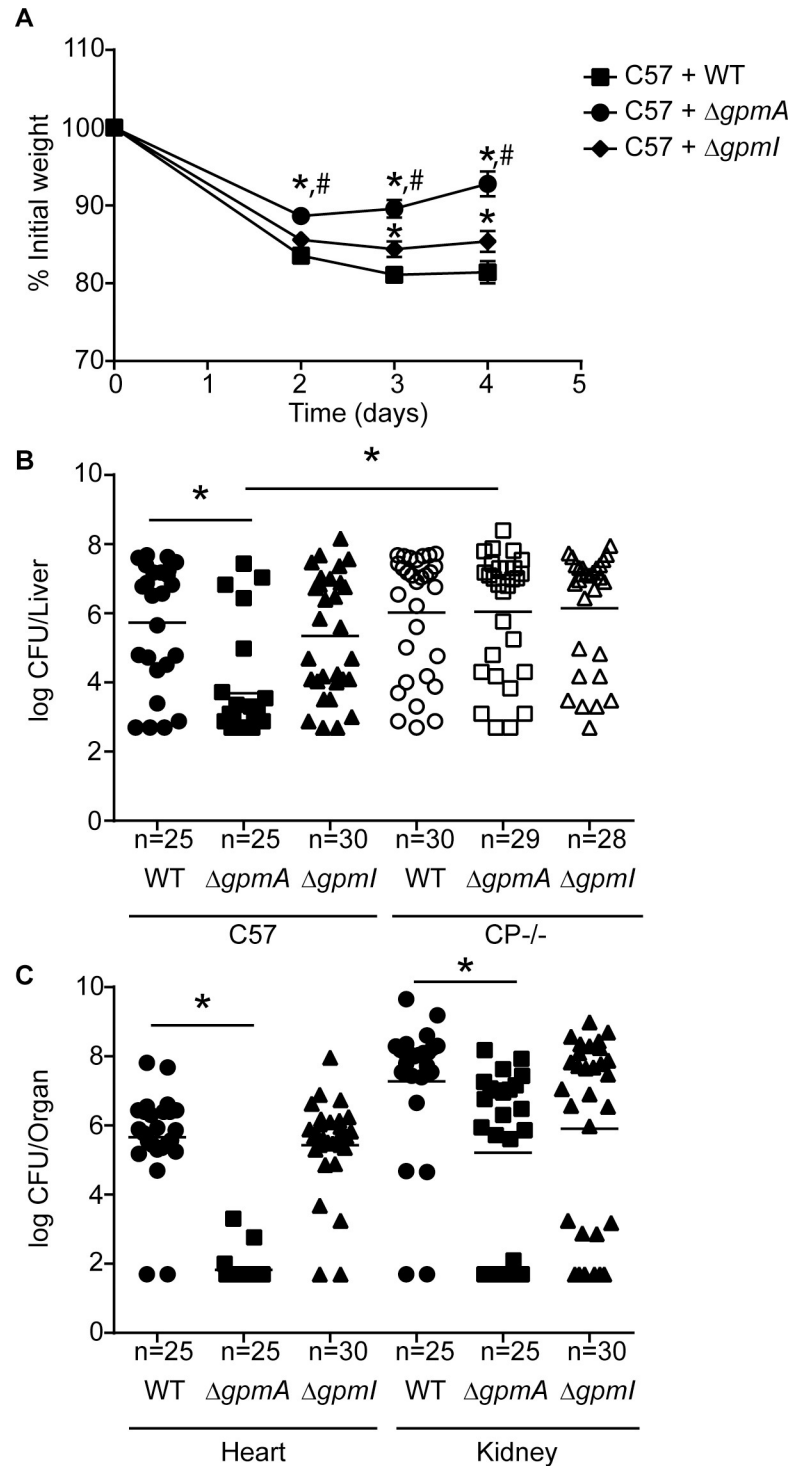 A
110
100
90
80
70
% Initial weight
*,#
*,#
*,#
*
*
C57 + WT
C57 + ΔgpmA
C57 + ΔgpmI
0 1 2 3 4 5
Time (days)
B
10
8
6
4
2
0
log CFU/Liver
*
*
n=25 n=25 n=30 n=30 n=29 n=28
WT ΔgpmA ΔgpmI WT ΔgpmA ΔgpmI
C57 CP-/-
C
10
8
6
4
2
0
log CFU/Organ
*
*
n=25 n=25 n=30 n=25 n=25 n=30
WT ΔgpmA ΔgpmI WT ΔgpmA ΔgpmI
Heart Kidney